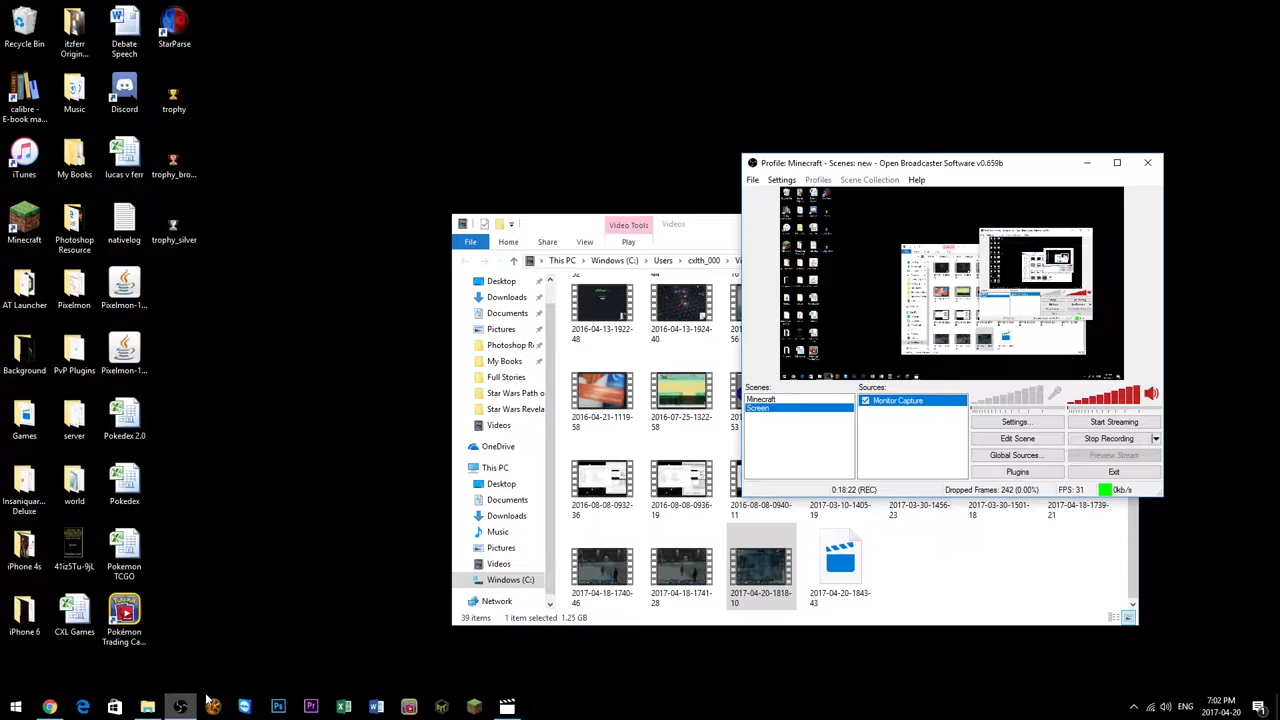 Recycle Bin
itzferr
Origin...
Debate
Speech
StarParse
calibre -
E-book ma...
Music
Discord
trophy
iTunes
My Books
lucas v ferr
trophy_bro...
Minecraft
Photoshop
Resource
nativelog
trophy_silver
AT Launcher
Pixelmon
Pixelmon-1...
Background
PvP Plugins
Pixelmon-1...
Games
server
Pokedex 2.0
Insaniquar...
Deluxe
world
Pokedex
iPhone 4s
41iz5Tu-9jL
Pokemon
TCGO
iPhone 6
CXL Games
Pokémon
Trading Ca...
Video Tools
Videos
File
Home
Share
View
Play
This PC
Windows (C:)
Users
cxlth_000
Desktop
Downloads
Documents
Pictures
Photoshop R
My Books
Full Stories
Star Wars Path o
Star Wars Revela
Videos
OneDrive
This PC
Desktop
Documents
Downloads
Music
Pictures
Videos
Windows (C:)
Network
2016-04-13-1922-
48
2016-04-13-1924-
40
2016-04-21-1119-
58
2016-07-25-1322-
58
2016-08-08-0932-
36
2016-08-08-0936-
19
2016-08-08-0940-
11
2017-03-10-1405-
19
2017-03-30-1456-
23
2017-03-30-1501-
18
2017-04-18-1739-
21
2017-04-18-1740-
46
2017-04-18-1741-
28
2017-04-20-1818-
10
2017-04-20-1843-
43
39 items
1 item selected 1.25 GB
Profile: Minecraft - Scenes: new - Open Broadcaster Software v0.659b
File
Settings
Profiles
Scene Collection
Help
Scenes:
Minecraft
Screen
Sources:
Monitor Capture
Settings...
Start Streaming
Edit Scene
Stop Recording
Global Sources...
Preview Stream
Plugins
Exit
0:18:22 (REC)
Dropped Frames: 242 (0.00%)
FPS: 31
0kb/s
ENG
7:02 PM
2017-04-20